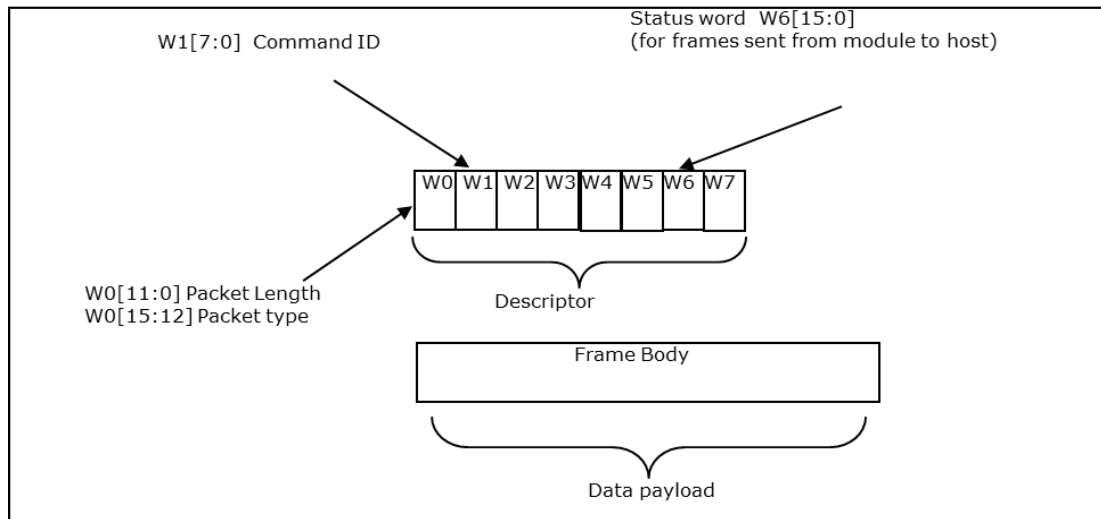 Status word W6[15:0]
(for frames sent from module to host)
W1[7:0] Command ID
W0 W1 W2 W3 W4 W5 W6 W7
W0[11:0] Packet Length
W0[15:12] Packet type
Descriptor
Frame Body
Data payload